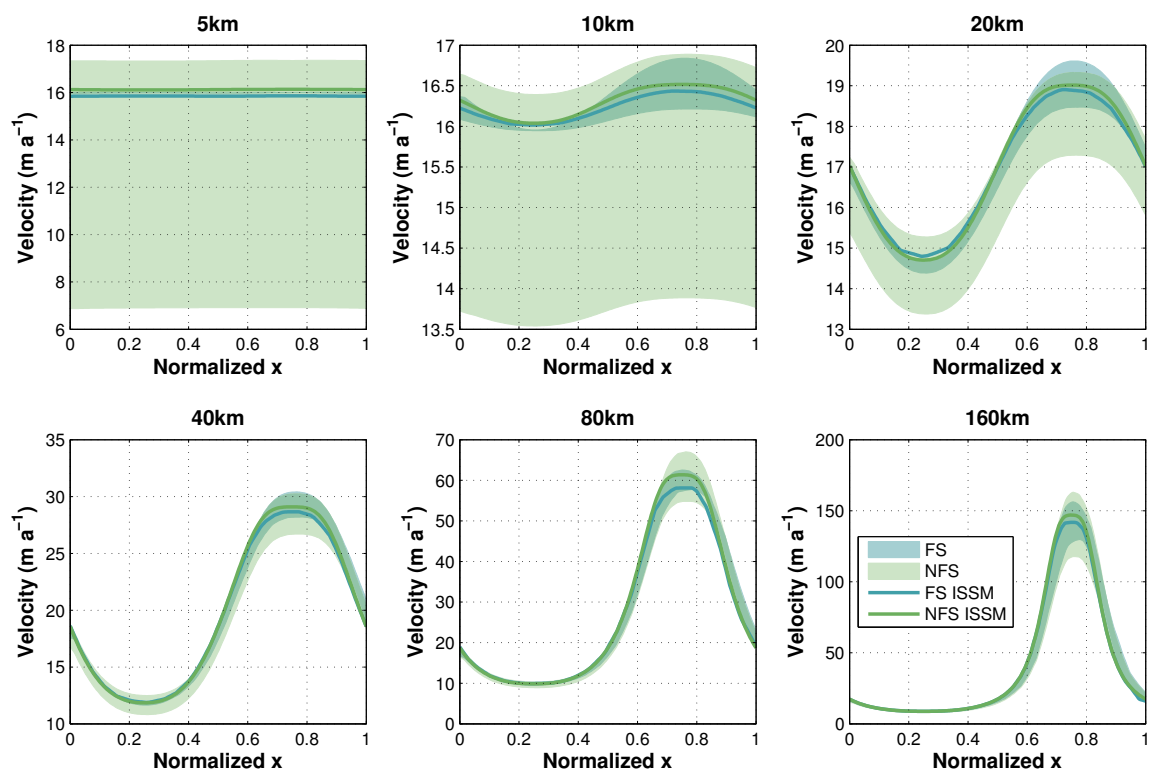 5km
10km
20km
Velocity (m a⁻¹)
18
16
14
12
10
8
6
0 0.2 0.4 0.6 0.8 1
Normalized x
Velocity (m a⁻¹)
17
16.5
16
15.5
15
14.5
14
13.5
0 0.2 0.4 0.6 0.8 1
Normalized x
Velocity (m a⁻¹)
20
19
18
17
16
15
14
13
0 0.2 0.4 0.6 0.8 1
Normalized x
40km
80km
160km
Velocity (m a⁻¹)
35
30
25
20
15
10
0 0.2 0.4 0.6 0.8 1
Normalized x
Velocity (m a⁻¹)
70
60
50
40
30
20
10
0
0 0.2 0.4 0.6 0.8 1
Normalized x
Velocity (m a⁻¹)
200
150
100
50
0
0 0.2 0.4 0.6 0.8 1
Normalized x
FS
NFS
FS ISSM
NFS ISSM